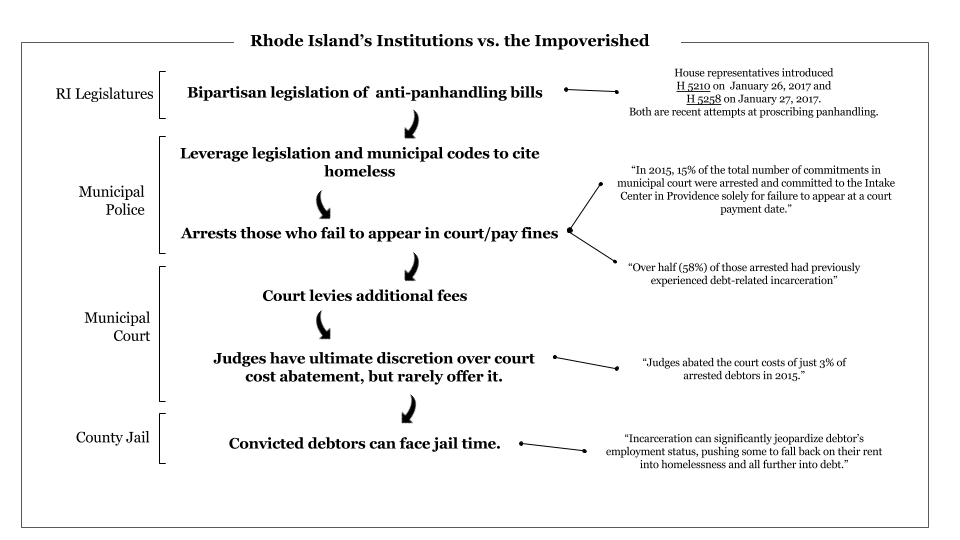 Rhode Island's Institutions vs. the Impoverished
RI Legislatures
Bipartisan legislation of anti-panhandling bills
House representatives introduced
H 5210 on January 26, 2017 and
H 5258 on January 27, 2017.
Both are recent attempts at proscribing panhandling.
Municipal
Police
Leverage legislation and municipal codes to cite
homeless
Arrests those who fail to appear in court/pay fines
“In 2015, 15% of the total number of commitments in
municipal court were arrested and committed to the Intake
Center in Providence solely for failure to appear at a court
payment date.”
“Over half (58%) of those arrested had previously
experienced debt-related incarceration”
Municipal
Court
Court levies additional fees
Judges have ultimate discretion over court
cost abatement, but rarely offer it.
“Judges abated the court costs of just 3% of
arrested debtors in 2015.”
County Jail
Convicted debtors can face jail time.
“Incarceration can significantly jeopardize debtor’s
employment status, pushing some to fall back on their rent
into homelessness and all further into debt.”